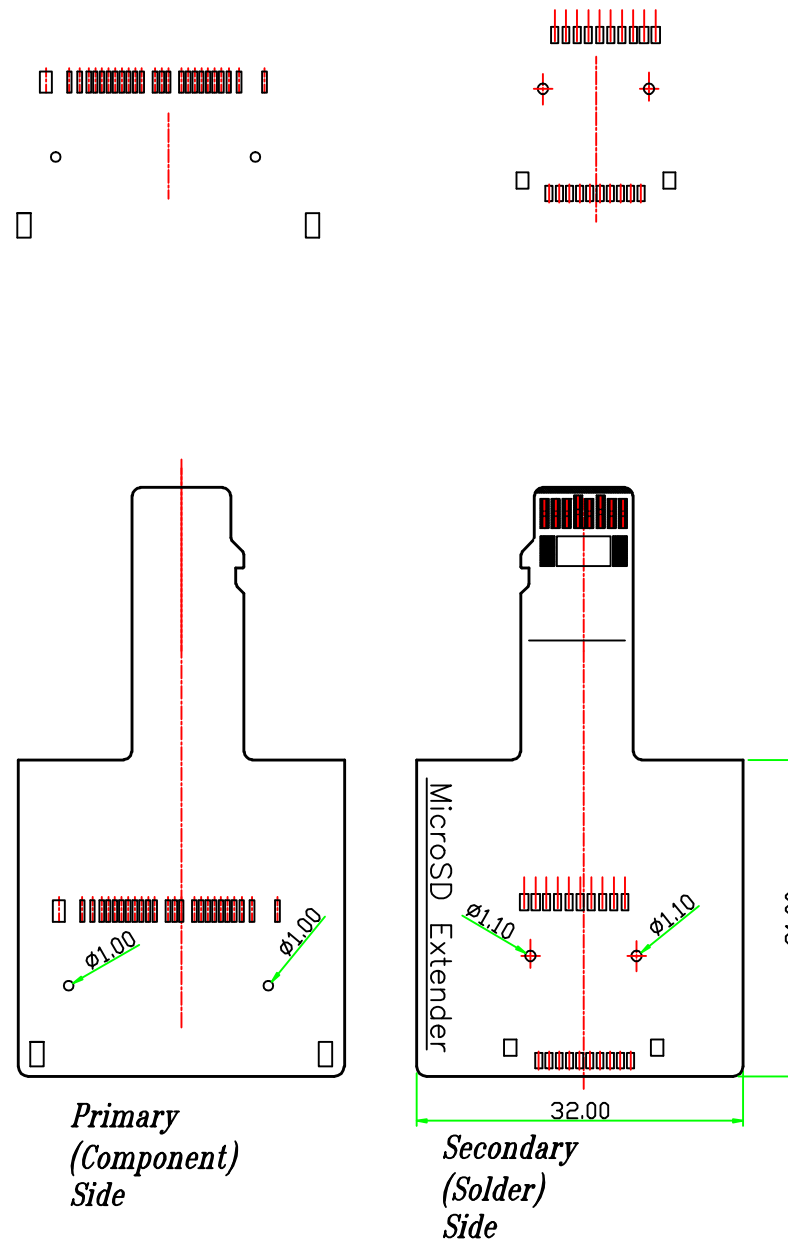 MicroSD Extender
ø1,00
ø1,00
ø1,10
ø1,10
32.00
Primary
(Component)
Side
Secondary
(Solder)
Side